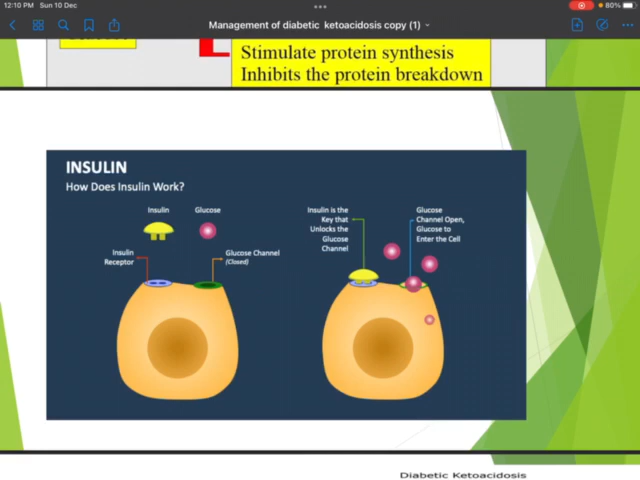 12:10 PM Sun 10 Dec
80%
Management of diabetic ketoacidosis copy (1)
Stimulate protein synthesis
Inhibits the protein breakdown
INSULIN
How Does Insulin Work?
Insulin
Glucose
Insulin
Receptor
Glucose Channel
(Closed)
Insulin is the
Key that
Unlocks the
Glucose
Channel
Glucose
Channel Open,
Glucose to
Enter the Cell
Diabetic Ketoacidosis